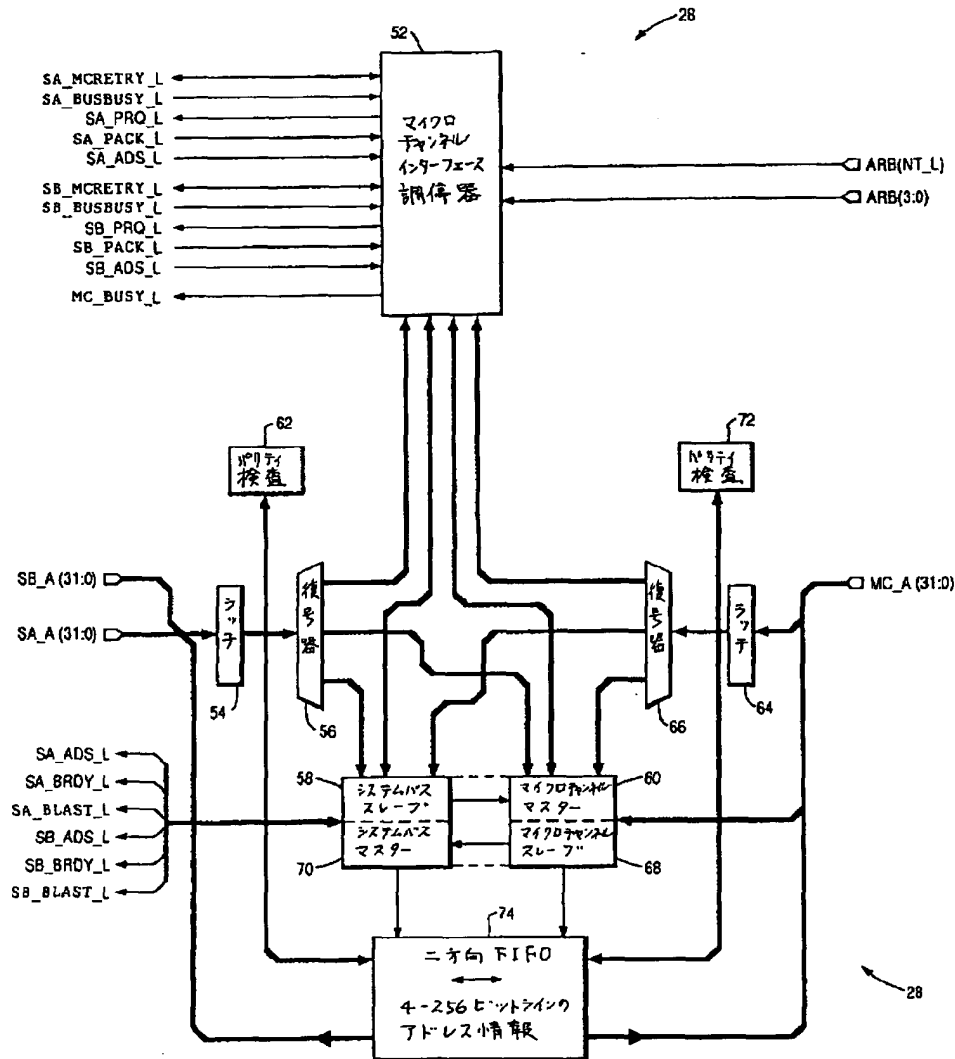 28
52
SA_MCRETRY_L
SA_BUSBUSY_L
SA_PRQ_L
SA_PACK_L
SA_ADS_L
SB_MCRETRY_L
SB_BUSBUSY_L
SB_PRQ_L
SB_PACK_L
SB_ADS_L
MC_BUSY_L
マイクロ
チャンネル
インターフェース
調停器
ARB(NT_L)
ARB(3:0)
62
パリティ
検査
72
パリティ
検査
SB_A (31:0)
SA_A (31:0)
ラッチ
54
復号器
56
復号器
66
ラッチ
64
MC_A (31:0)
SA_ADS_L
SA_BRDY_L
SA_BLAST_L
SB_ADS_L
SB_BRDY_L
SB_BLAST_L
58
システムバス
スレーブ
システムバス
マスター
70
60
マイクロチャンネル
マスター
マイクロチャンネル
スレーブ
68
74
二方向 FIFO
4-256ビットラインの
アドレス情報
28